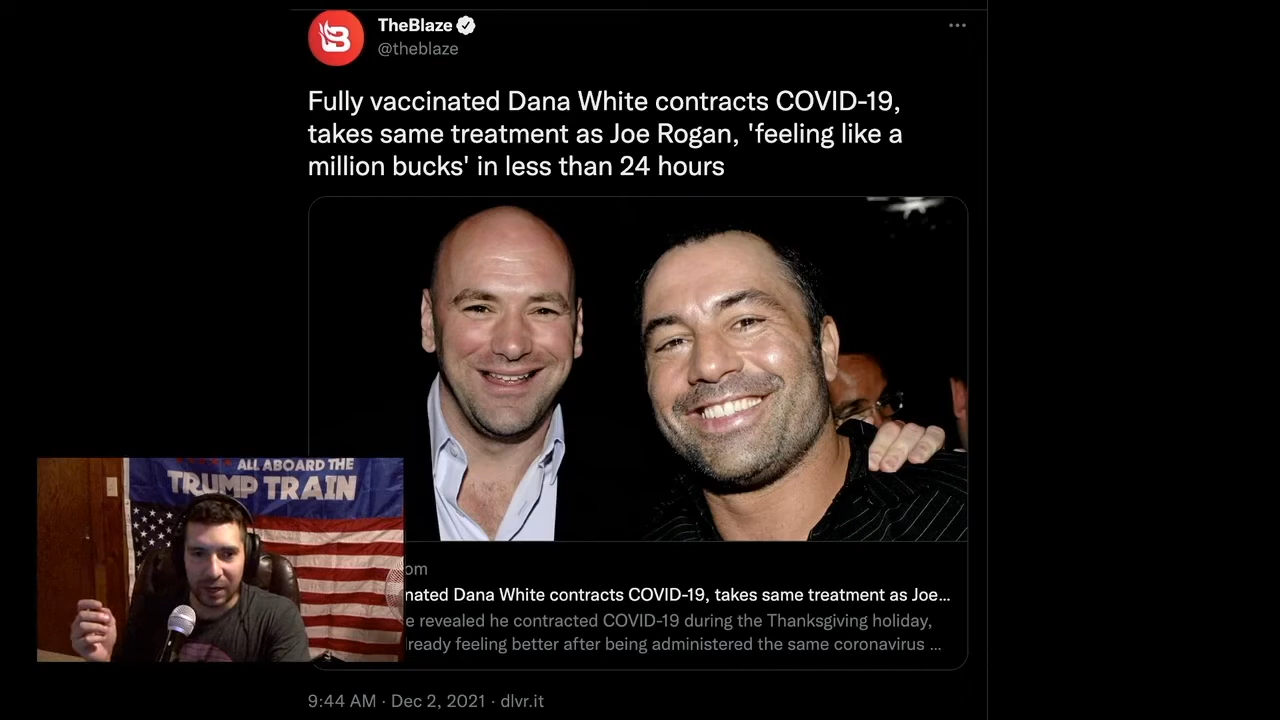 TheBlaze
@theblaze
Fully vaccinated Dana White contracts COVID-19,
takes same treatment as Joe Rogan, 'feeling like a
million bucks' in less than 24 hours
ALL ABOARD THE
TRUMP TRAIN
om
nated Dana White contracts COVID-19, takes same treatment as Joe...
e revealed he contracted COVID-19 during the Thanksgiving holiday,
lready feeling better after being administered the same coronavirus ...
9:44 AM · Dec 2, 2021 · dlvr.it